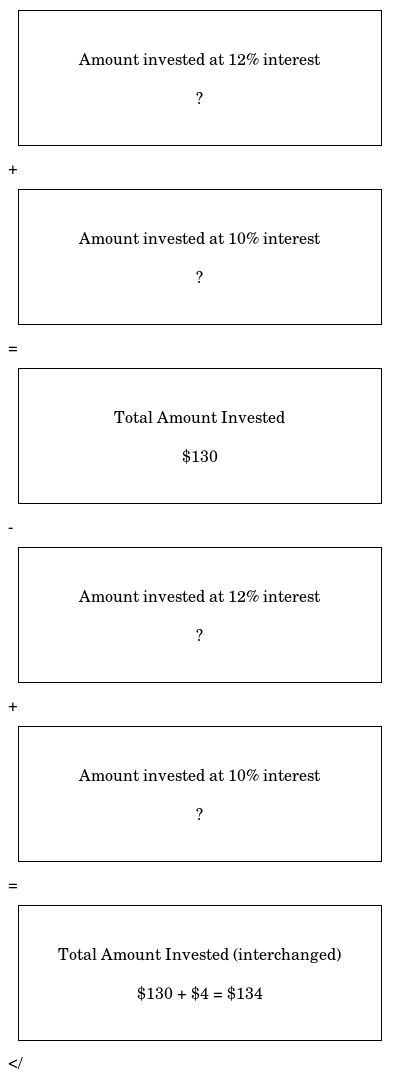 Amount invested at 12% interest
?
+
Amount invested at 10% interest
?
=
Total Amount Invested
$130
-
Amount invested at 12% interest
?
+
Amount invested at 10% interest
?
=
Total Amount Invested (interchanged)
$130 + $4 = $134
</